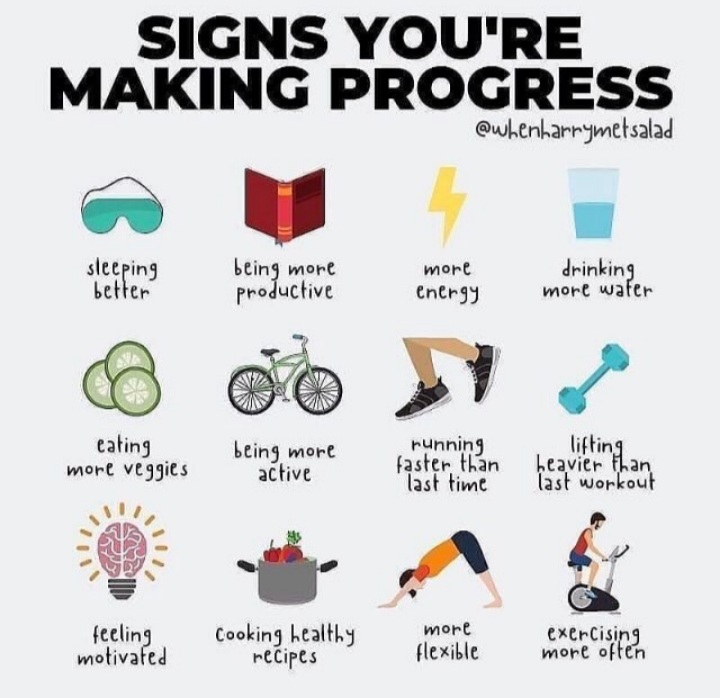 SIGNS YOU'RE
MAKING PROGRESS
@whenharrymetsalad
sleeping
better
being more
productive
more
energy
drinking
more water
eating
more veggies
being more
active
running
faster than
last time
lifting
heavier than
last workout
feeling
motivated
Cooking healthy
recipes
more
flexible
exercising
more often